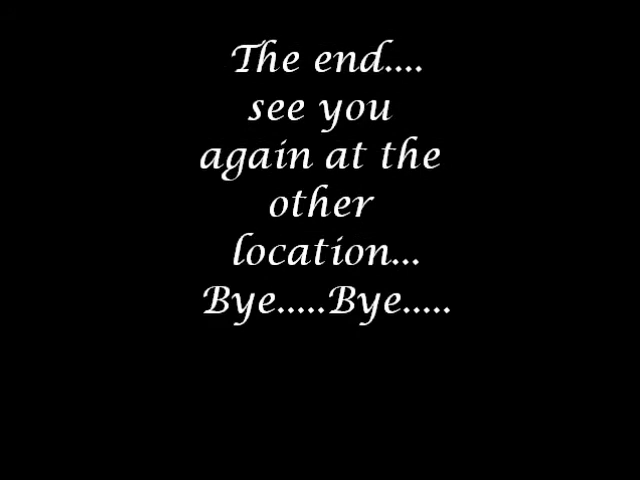 The end....
see you
again at the
other
location...
Bye.....Bye.....